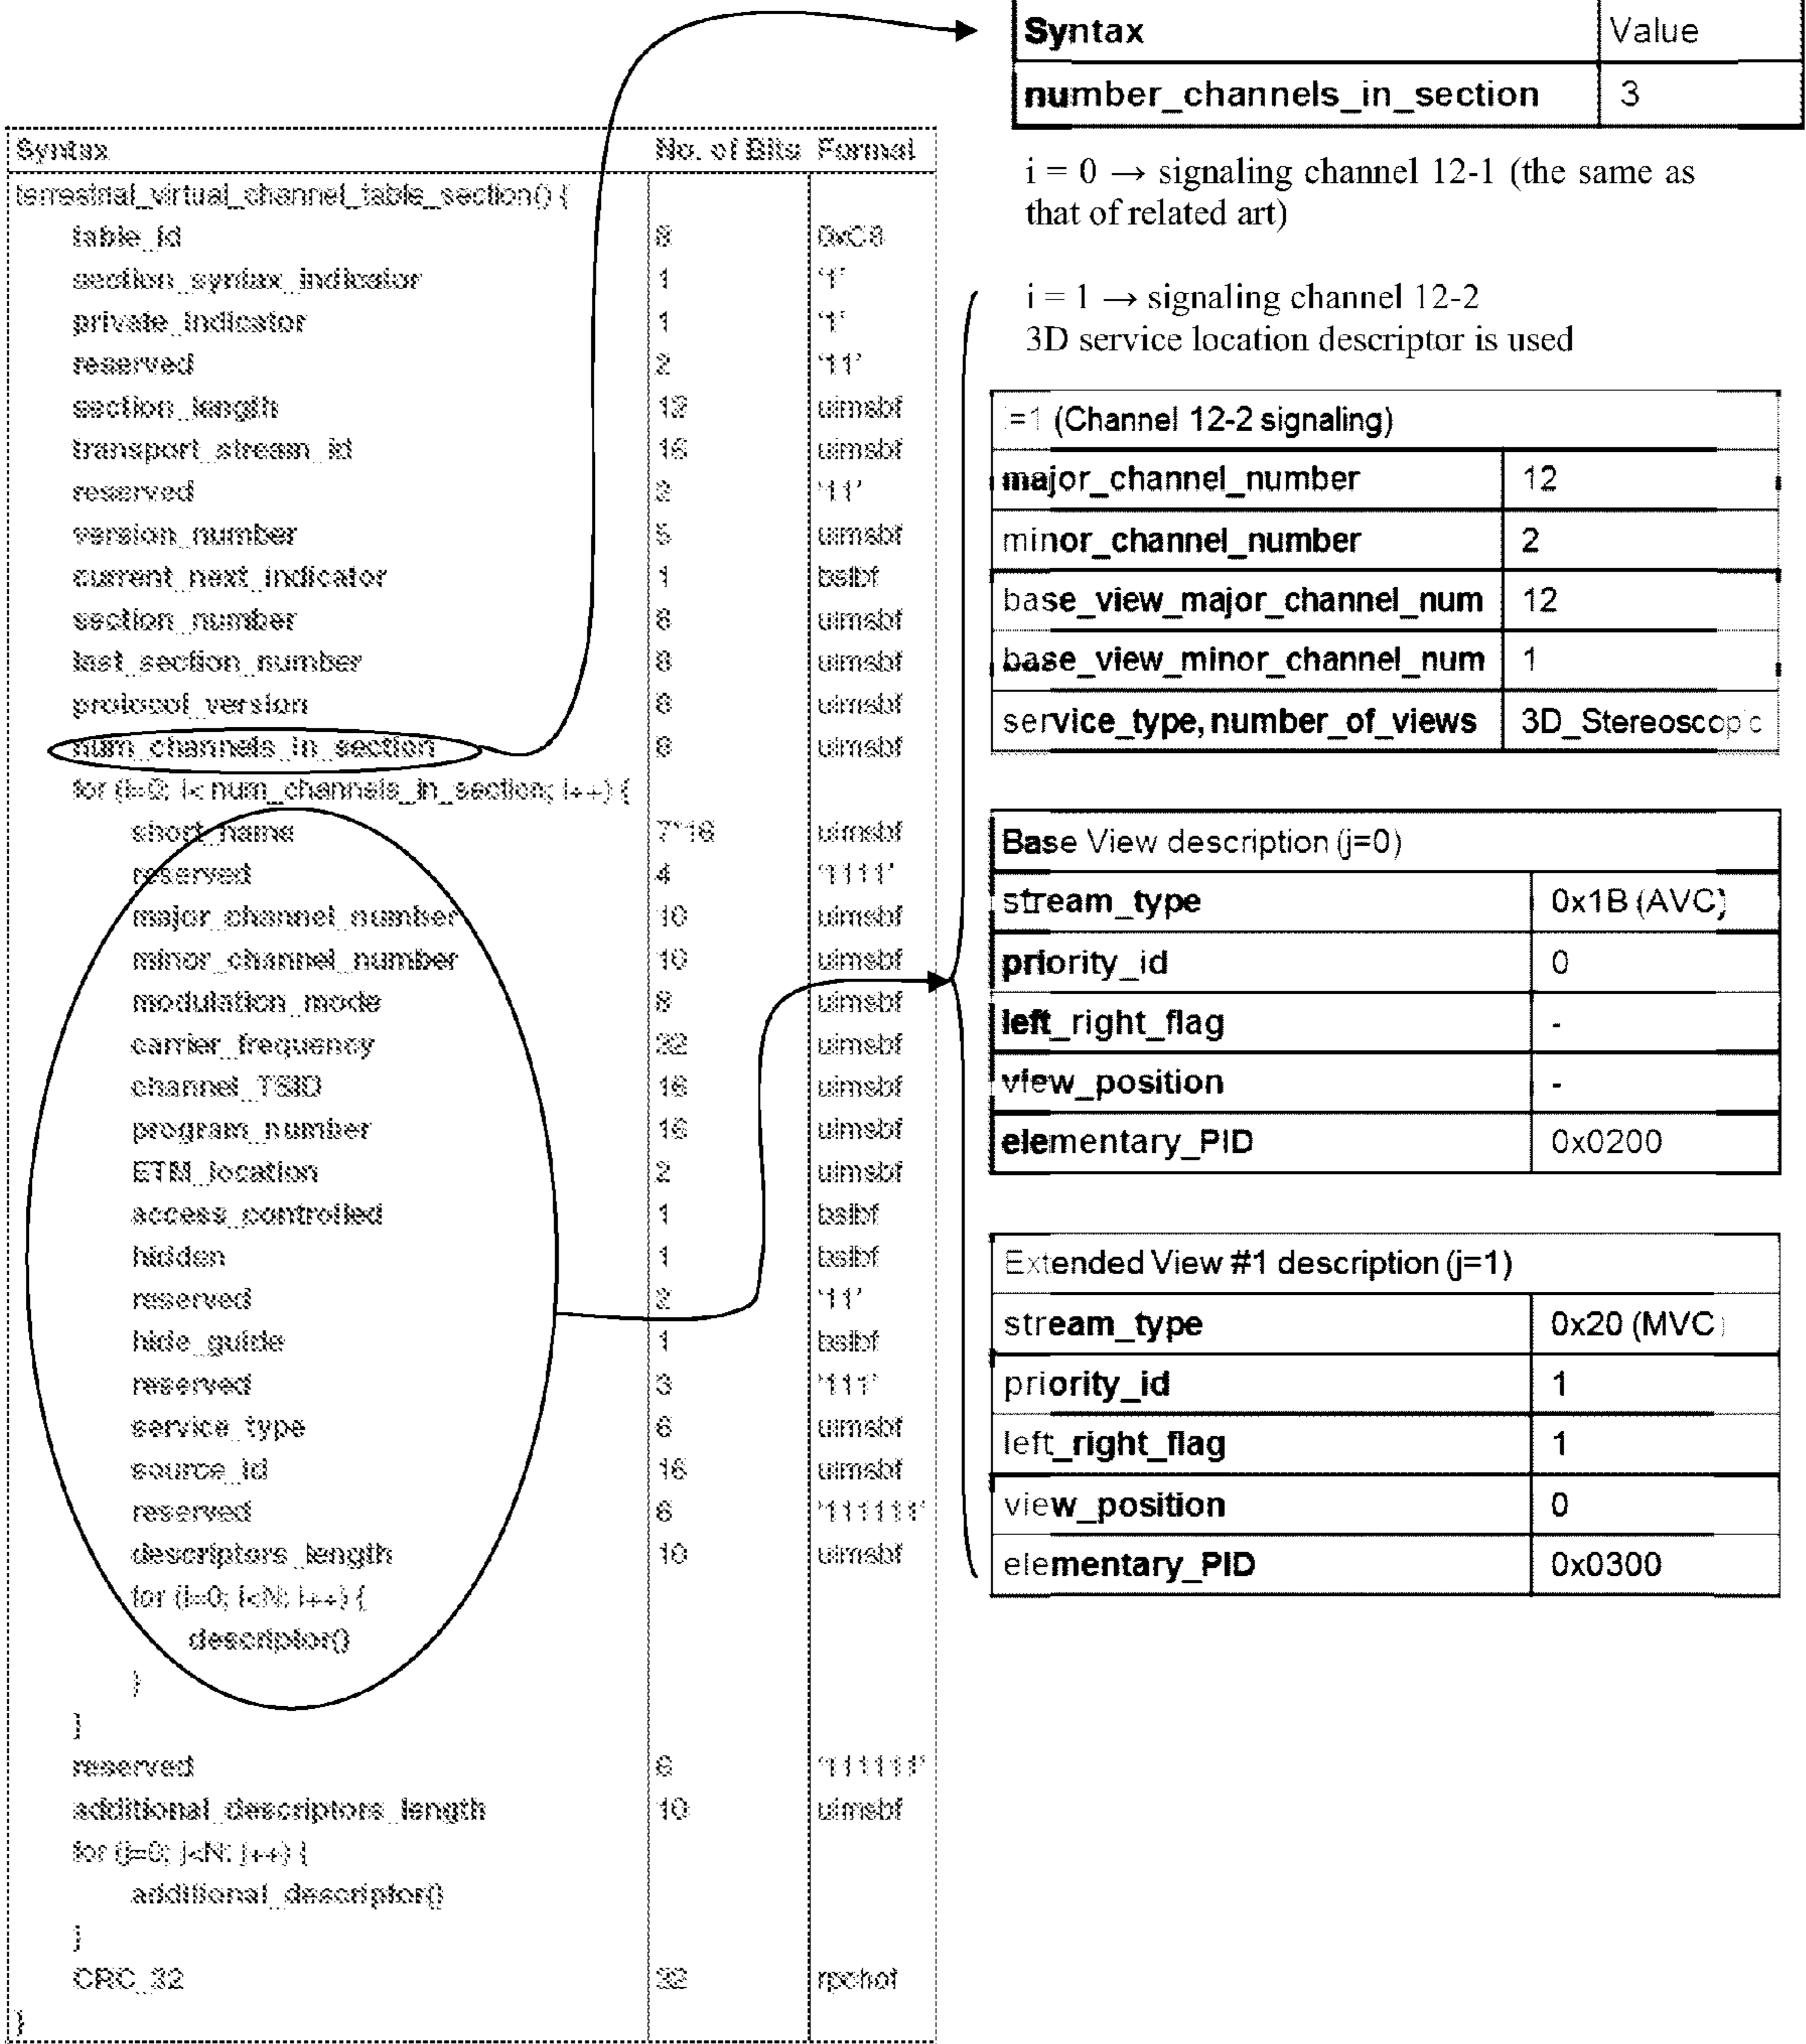 Syntax No. of Bits Format
terrestrial_virtual_channel_table_section() {
table_id 8 0xC8
section_syntax_indicator 1 '1'
private_indicator 1 '1'
reserved 2 '11'
section_length 12 uimsbf
transport_stream_id 16 uimsbf
reserved 2 '11'
version_number 5 uimsbf
current_next_indicator 1 bslbf
section_number 8 uimsbf
last_section_number 8 uimsbf
protocol_version 8 uimsbf
num_channels_in_section 8 uimsbf
for (i=0; i< num_channels_in_section; i++) {
short_name 7*16 uimsbf
reserved 4 '1111'
major_channel_number 10 uimsbf
minor_channel_number 10 uimsbf
modulation_mode 8 uimsbf
carrier_frequency 32 uimsbf
channel_TSID 16 uimsbf
program_number 16 uimsbf
ETM_location 2 uimsbf
access_controlled 1 bslbf
hidden 1 bslbf
reserved 2 '11'
hide_guide 1 bslbf
reserved 3 '111'
service_type 6 uimsbf
source_id 16 uimsbf
reserved 6 '111111'
descriptors_length 10 uimsbf
for (i=0; i<N; i++) {
descriptor()
}
}
reserved 6 '111111'
additional_descriptors_length 10 uimsbf
for (j=0; j<N; j++) {
additional_descriptor()
}
CRC_32 32 rpchof
}
Syntax Value
number_channels_in_section 3
i = 0 → signaling channel 12-1 (the same as
that of related art)
i = 1 → signaling channel 12-2
3D service location descriptor is used
i=1 (Channel 12-2 signaling)
major_channel_number 12
minor_channel_number 2
base_view_major_channel_num 12
base_view_minor_channel_num 1
service_type, number_of_views 3D_Stereoscopic
Base View description (j=0)
stream_type 0x1B (AVC)
priority_id 0
left_right_flag -
view_position -
elementary_PID 0x0200
Extended View #1 description (j=1)
stream_type 0x20 (MVC)
priority_id 1
left_right_flag 1
view_position 0
elementary_PID 0x0300